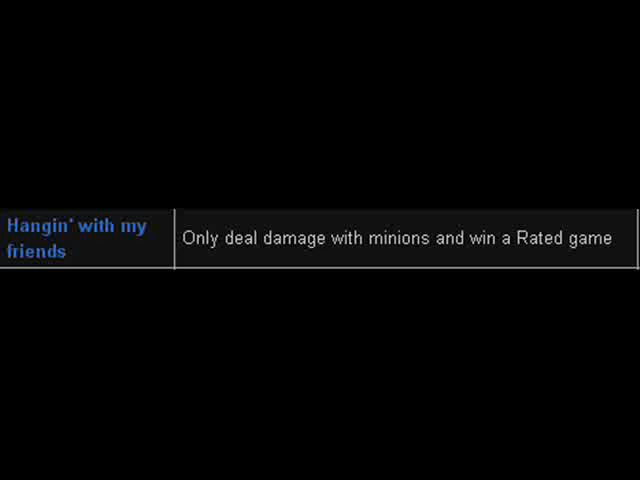 Hangin' with my
friends
Only deal damage with minions and win a Rated game